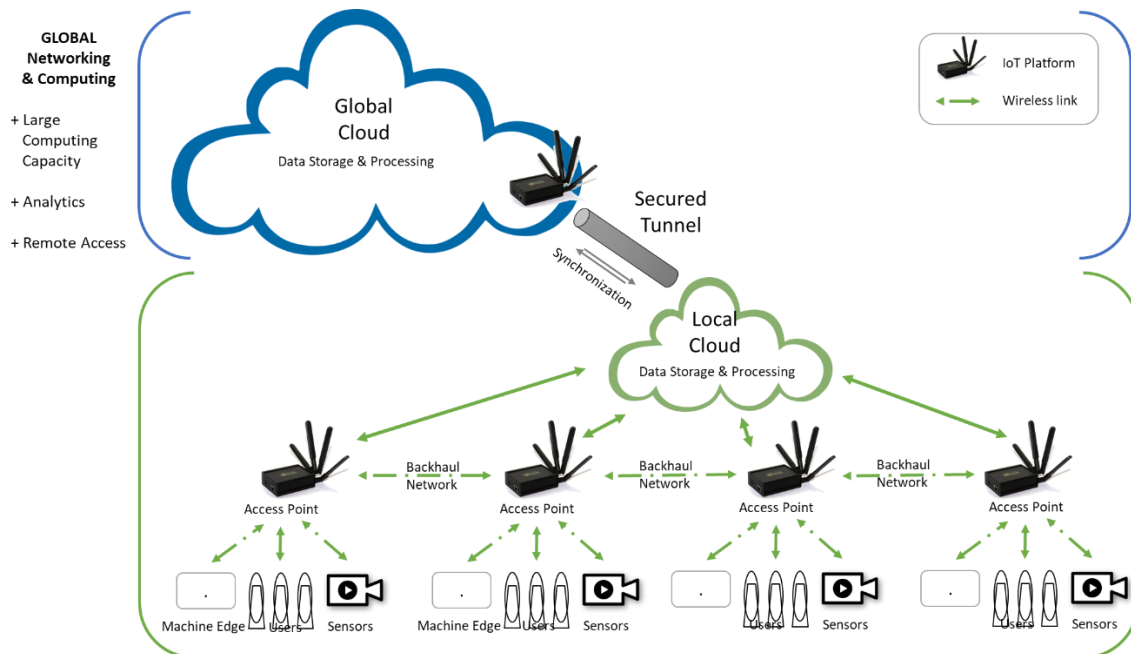 GLOBAL
Networking
& Computing
+ Large
Computing
Capacity
+ Analytics
+ Remote Access
Global
Cloud
Data Storage & Processing
IoT Platform
Wireless link
Secured
Tunnel
Synchronization
Local
Cloud
Data Storage & Processing
Backhaul
Network
Backhaul
Network
Backhaul
Network
Access Point
Access Point
Access Point
Access Point
Machine Edge
Users
Sensors
Machine Edge
Users
Sensors
Users
Sensors
Users
Sensors